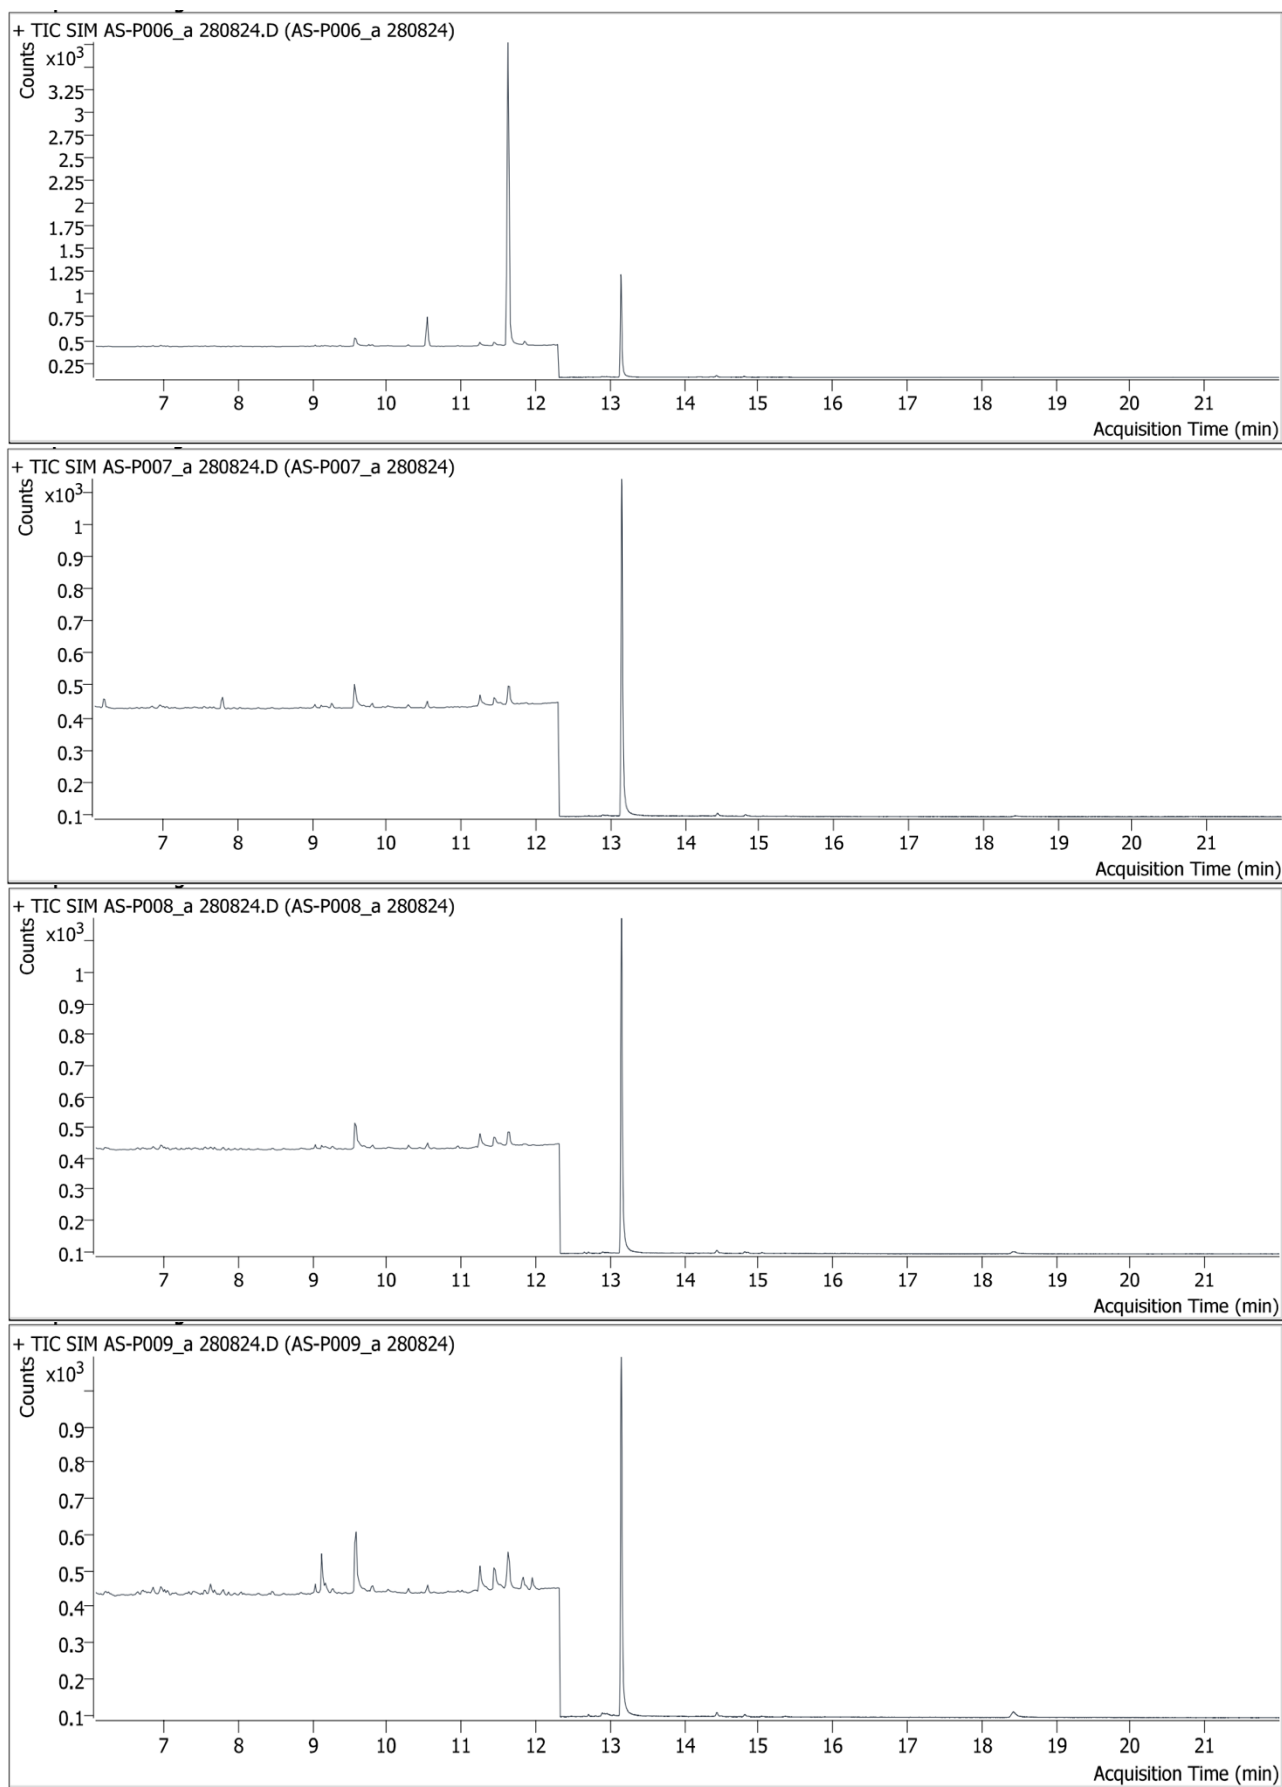 + TIC SIM AS-P006_a 280824.D (AS-P006_a 280824)
Counts
x10³
3.25
3
2.75
2.5
2.25
2
1.75
1.5
1.25
1
0.75
0.5
0.25
7 8 9 10 11 12 13 14 15 16 17 18 19 20 21
Acquisition Time (min)
+ TIC SIM AS-P007_a 280824.D (AS-P007_a 280824)
Counts
x10³
1
0.9
0.8
0.7
0.6
0.5
0.4
0.3
0.2
0.1
7 8 9 10 11 12 13 14 15 16 17 18 19 20 21
Acquisition Time (min)
+ TIC SIM AS-P008_a 280824.D (AS-P008_a 280824)
Counts
x10³
1
0.9
0.8
0.7
0.6
0.5
0.4
0.3
0.2
0.1
7 8 9 10 11 12 13 14 15 16 17 18 19 20 21
Acquisition Time (min)
+ TIC SIM AS-P009_a 280824.D (AS-P009_a 280824)
Counts
x10³
0.9
0.8
0.7
0.6
0.5
0.4
0.3
0.2
0.1
7 8 9 10 11 12 13 14 15 16 17 18 19 20 21
Acquisition Time (min)